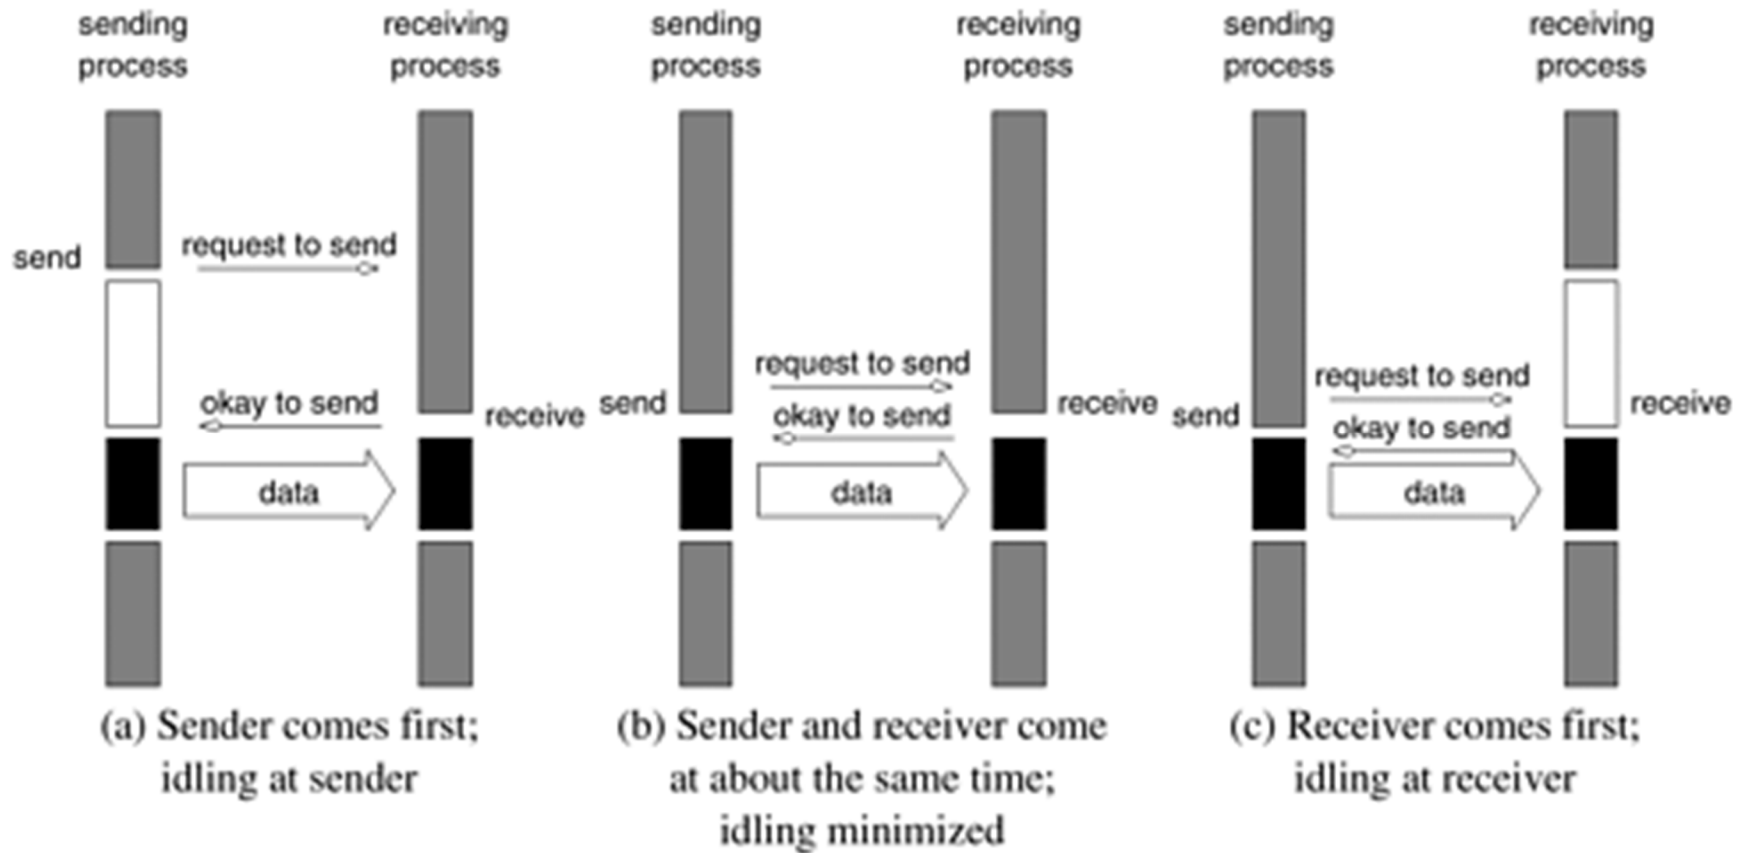 sending
process
receiving
process
send
request to send
okay to send
receive
data
(a) Sender comes first;
idling at sender
sending
process
receiving
process
request to send
send
okay to send
receive
data
(b) Sender and receiver come
at about the same time;
idling minimized
sending
process
receiving
process
request to send
send
okay to send
receive
data
(c) Receiver comes first;
idling at receiver